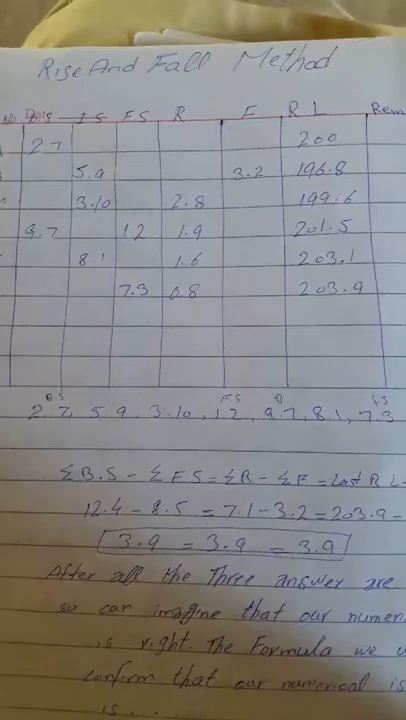 Rise And Fall Method
No B.S I.S F.S R F R L Rem
2.7 200
5.9 3.2 196.8
3.10 2.8 199.6
9.7 1.2 1.9 201.5
8.1 1.6 203.1
7.3 0.8 203.9
B.S F.S B F.S
2.7, 5.9, 3.10, 1.2, 9.7, 8.1, 7.3
ΣB.S - ΣFS = ΣR - ΣF = Last R L -
12.4 - 8.5 = 7.1 - 3.2 = 203.9 -
3.9 = 3.9 = 3.9
After all the Three answer are
so can imagine that our numer
is right. The Formula we u
confirm that our numerical is
is ......